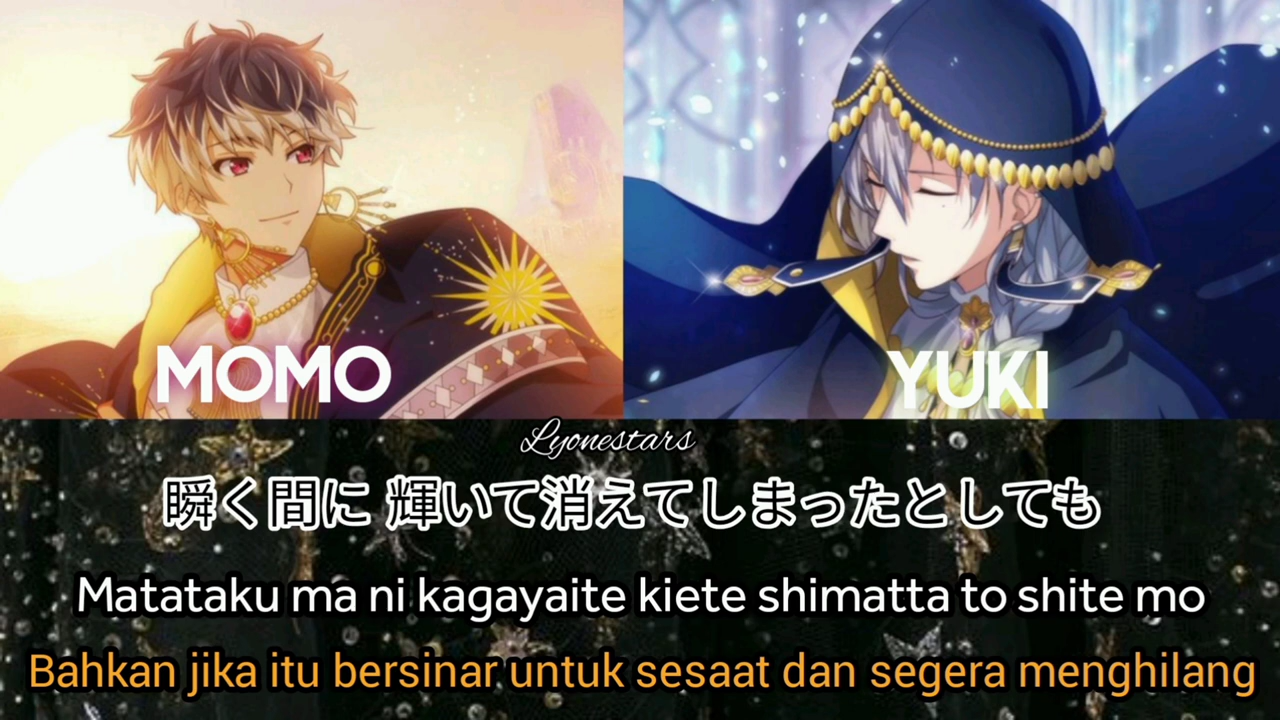 MOMO
YUKI
Lyonestars
瞬く間に 輝いて消えてしまったとしても
Matataku ma ni kagayaite kiete shimatta to shite mo
Bahkan jika itu bersinar untuk sesaat dan segera menghilang